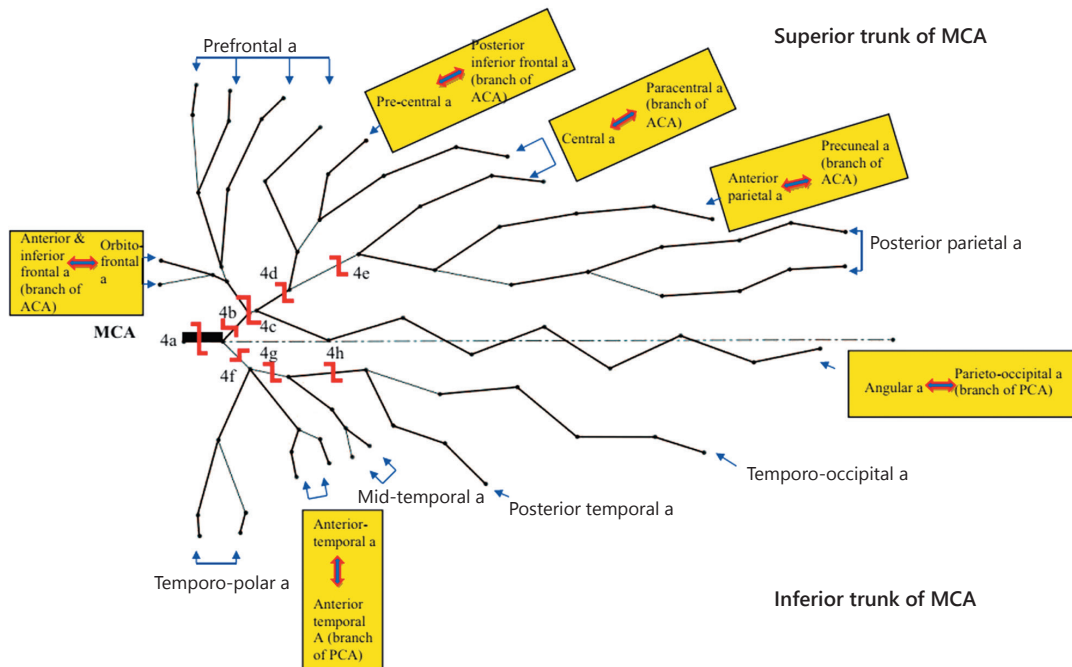 Prefrontal a
Superior trunk of MCA
Pre-central a
Posterior
inferior frontal a
(branch of
ACA)
Central a
Paracentral a
(branch of
ACA)
Anterior
parietal a
Precuneal a
(branch of
ACA)
Posterior parietal a
Anterior &
inferior
frontal a
(branch of
ACA)
Orbito-
frontal
a
MCA
4a
4b
4c
4d
4e
4f
4g
4h
Angular a
Parieto-occipital a
(branch of PCA)
Temporo-occipital a
Posterior temporal a
Mid-temporal a
Anterior-
temporal a
Anterior
temporal
A (branch
of PCA)
Temporo-polar a
Inferior trunk of MCA